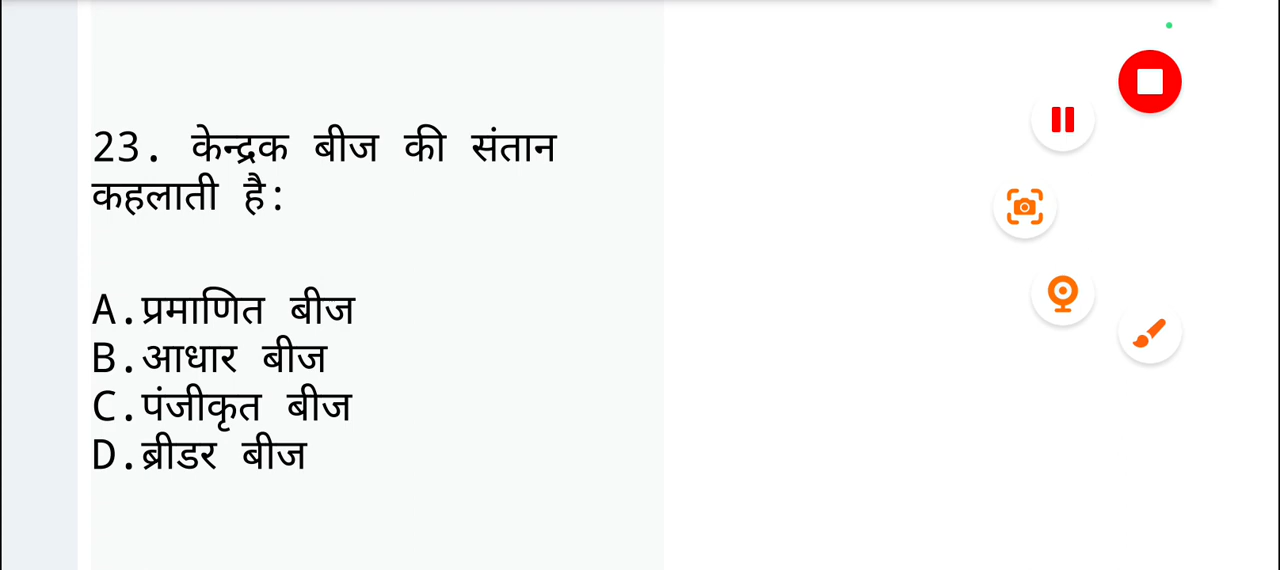 23. केन्द्रक बीज की संतान
कहलाती है:
A.प्रमाणित बीज
B.आधार बीज
C.पंजीकृत बीज
D.ब्रीडर बीज